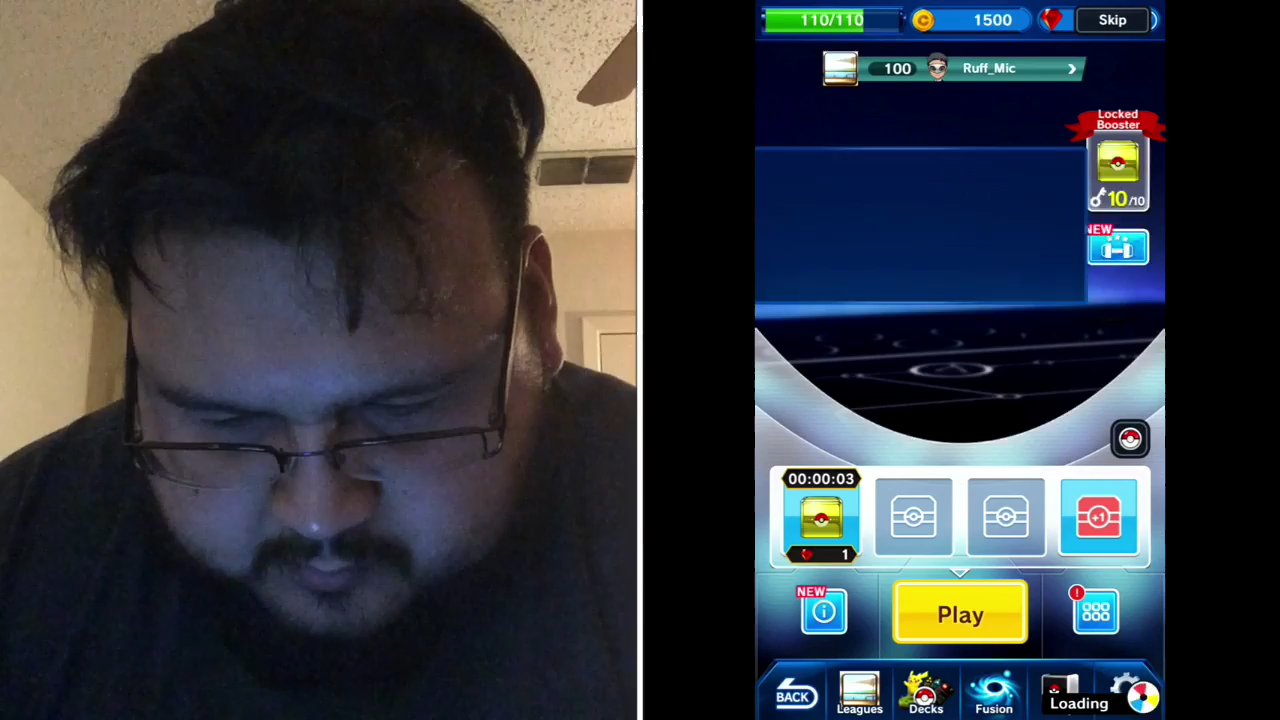 110/110
1500
Skip
100
Ruff_Mic
Locked
Booster
10/10
NEW
00:00:03
+1
1
NEW
Play
!
BACK
Leagues
Decks
Fusion
Loading